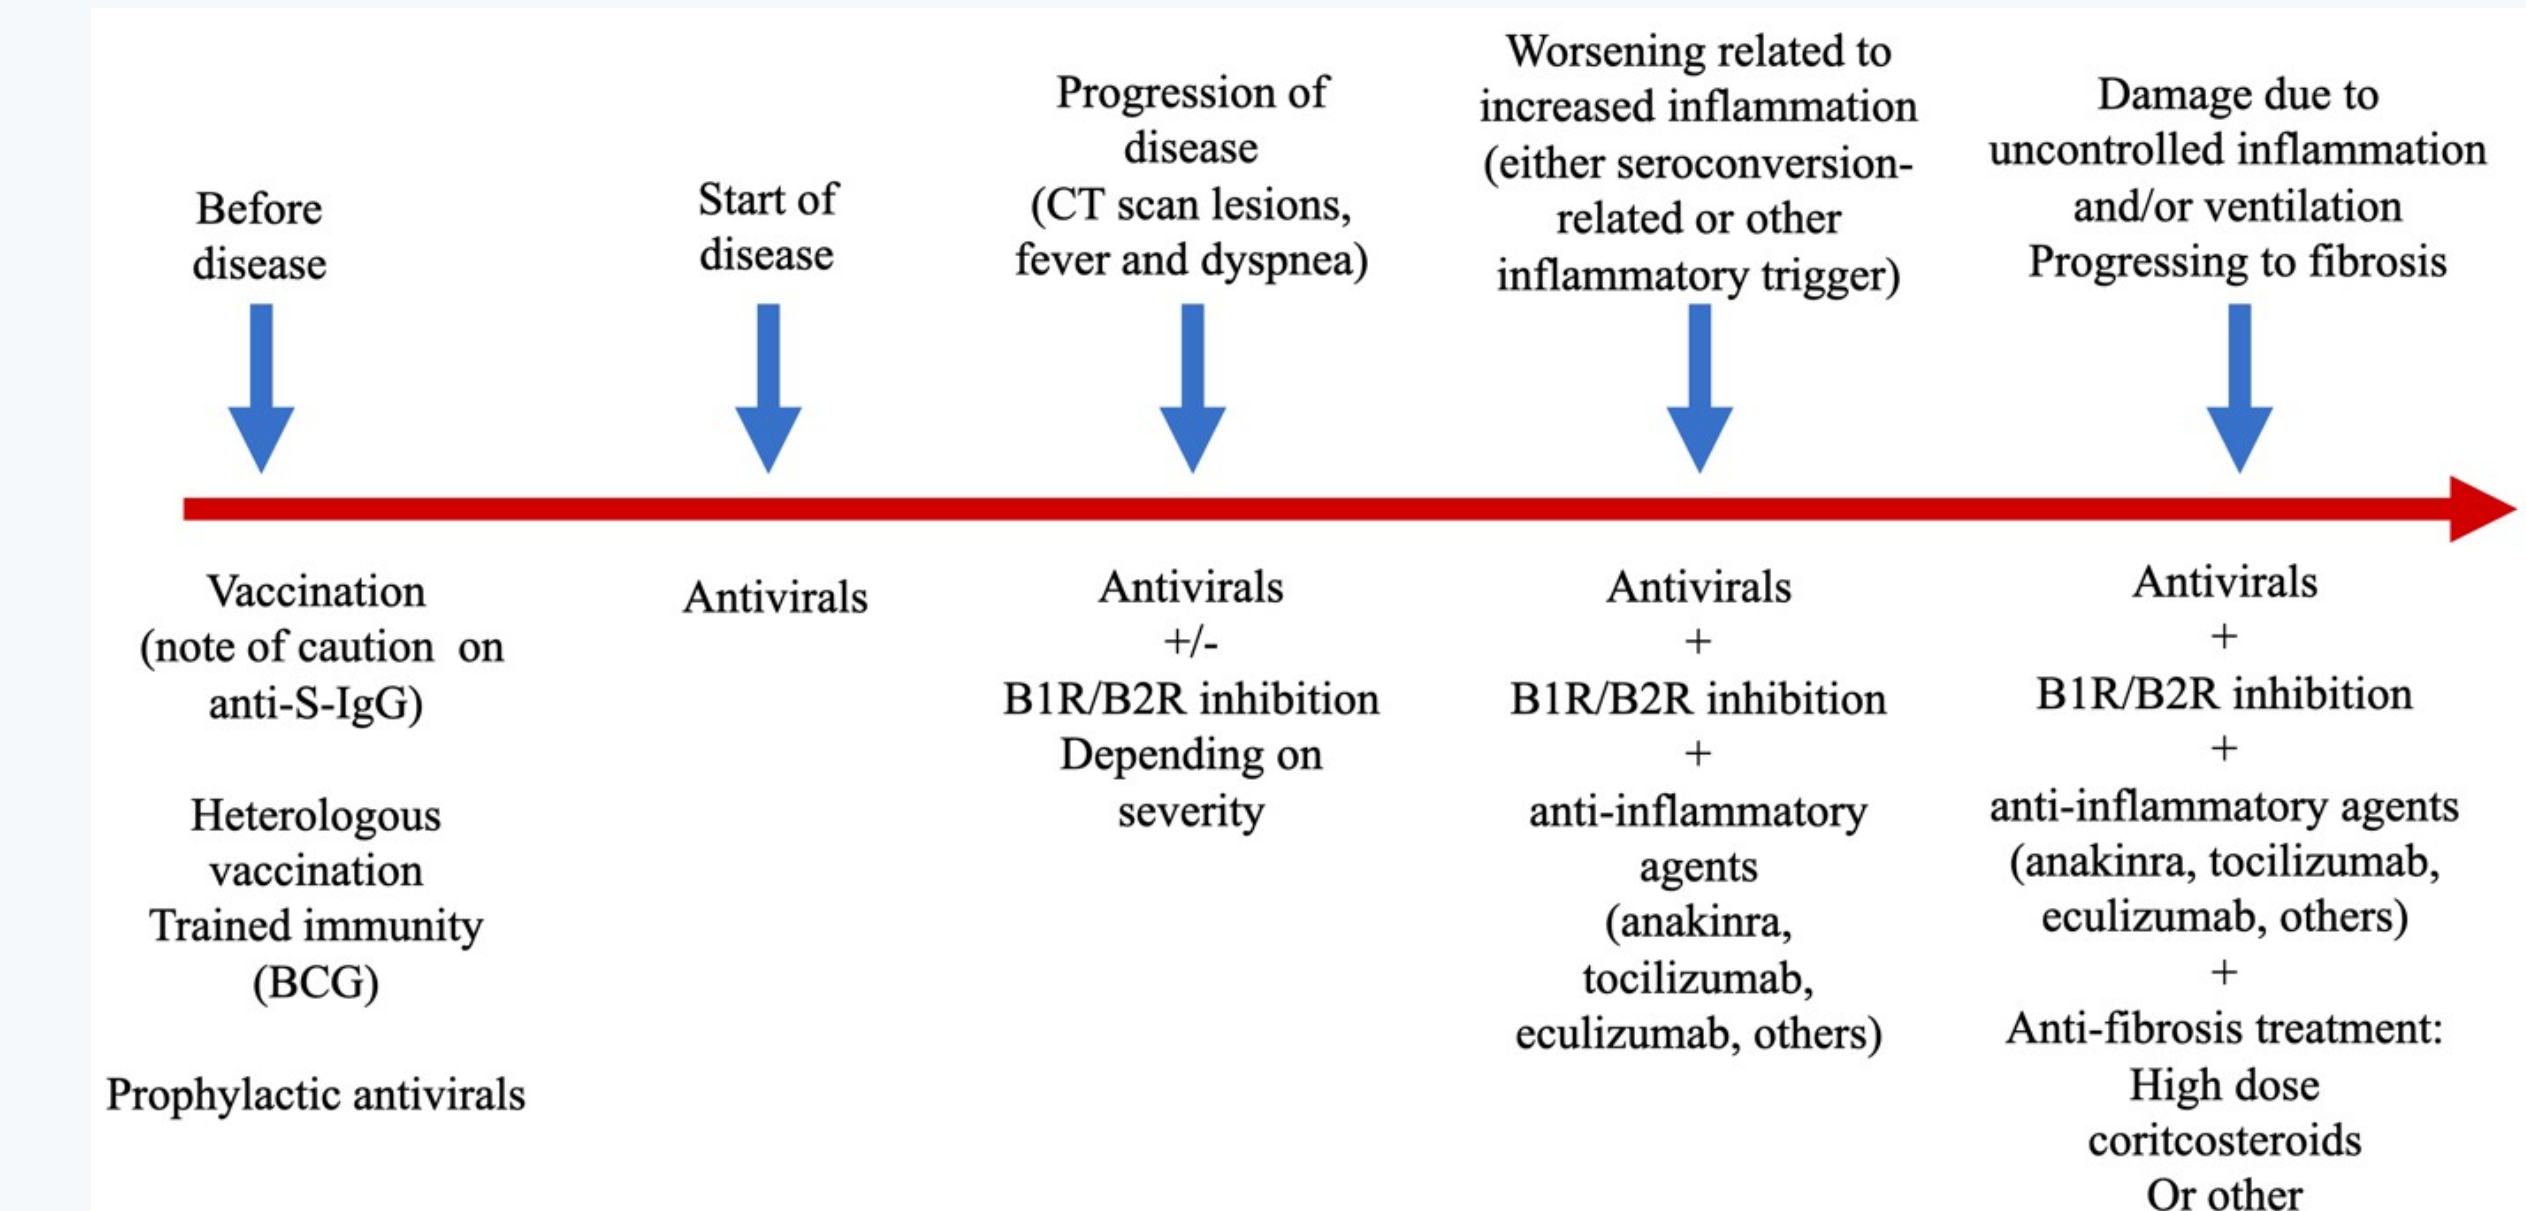 Before
disease
Start of
disease
Progression of
disease
(CT scan lesions,
fever and dyspnea)
Worsening related to
increased inflammation
(either seroconversion-
related or other
inflammatory trigger)
Damage due to
uncontrolled inflammation
and/or ventilation
Progressing to fibrosis
Vaccination
(note of caution on
anti-S-IgG)
Heterologous
vaccination
Trained immunity
(BCG)
Prophylactic antivirals
Antivirals
Antivirals
+/-
B1R/B2R inhibition
Depending on
severity
Antivirals
+
B1R/B2R inhibition
+
anti-inflammatory
agents
(anakinra,
tocilizumab,
eculizumab, others)
Antivirals
+
B1R/B2R inhibition
+
anti-inflammatory agents
(anakinra, tocilizumab,
eculizumab, others)
+
Anti-fibrosis treatment:
High dose
coritcosteroids
Or other